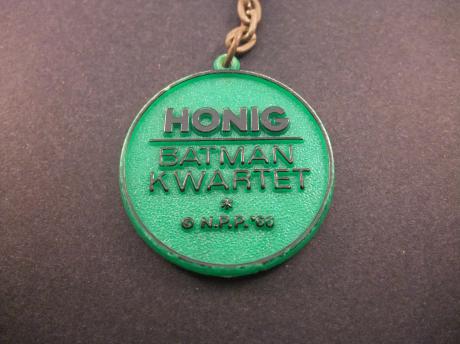 HONIG
BATMAN
KWARTET
*
© N.P.P. '66